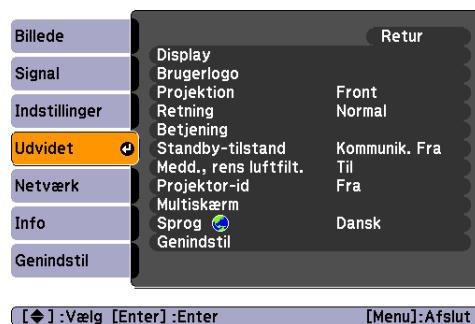 Billede
Signal
Indstillinger
Udvidet
Netværk
Info
Genindstil
Retur
Display
Brugerlogo
Projektion Front
Retning Normal
Betjening
Standby-tilstand Kommunik. Fra
Medd., rens luftfilt. Til
Projektor-id Fra
Multiskærm
Sprog Dansk
Genindstil
[ ] :Vælg [Enter] :Enter [Menu]:Afslut